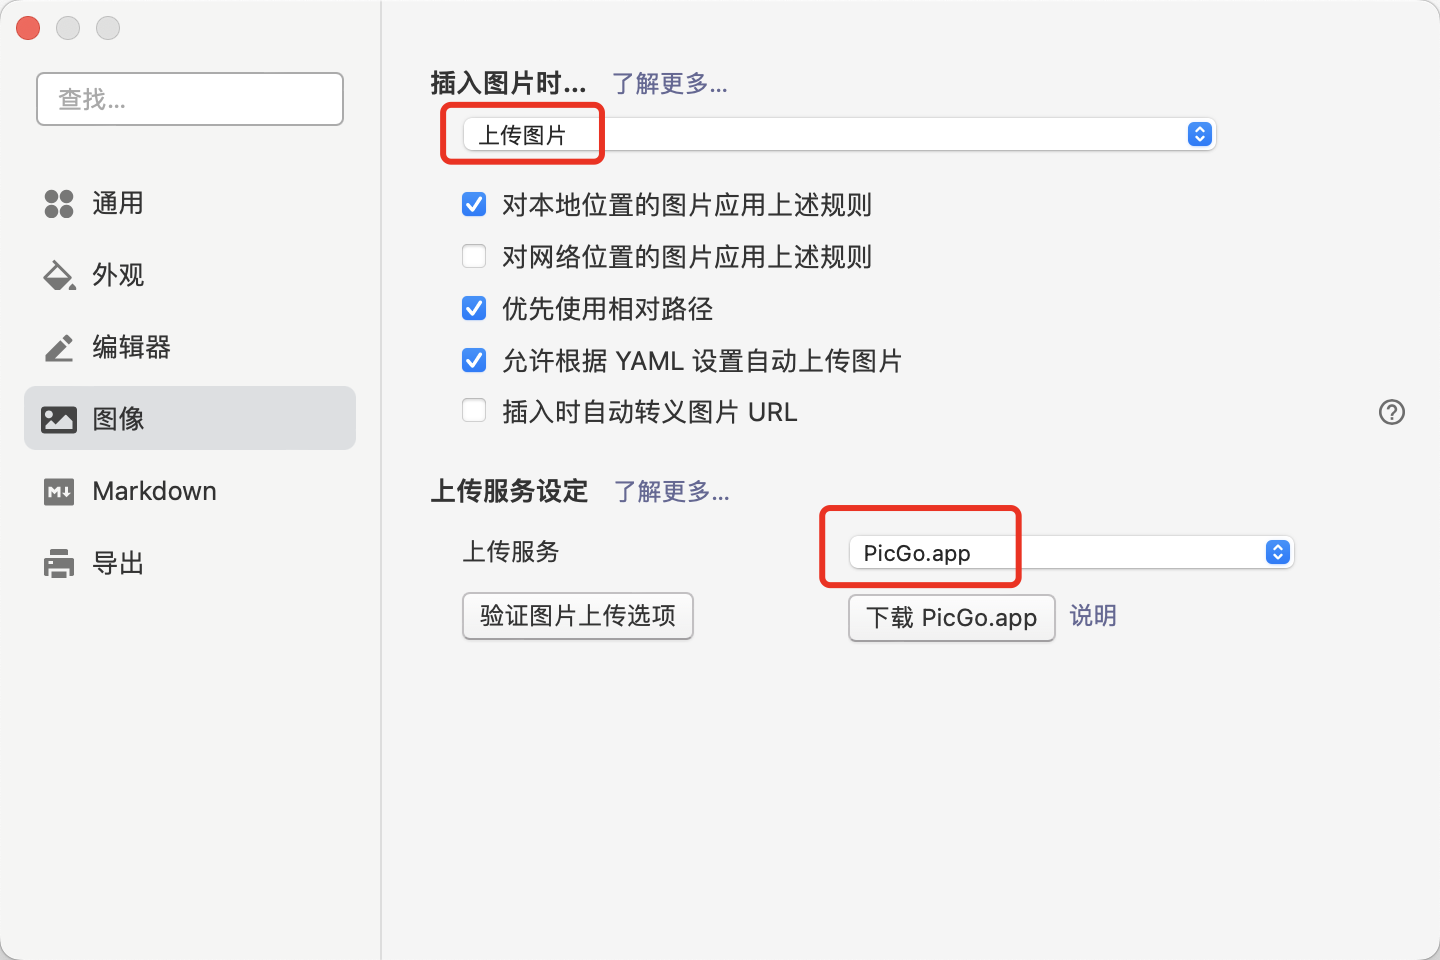 查找...
通用
外观
编辑器
图像
Markdown
导出
插入图片时... 了解更多...
上传图片
对本地位置的图片应用上述规则
对网络位置的图片应用上述规则
优先使用相对路径
允许根据 YAML 设置自动上传图片
插入时自动转义图片 URL
上传服务设定 了解更多...
上传服务 PicGo.app
验证图片上传选项 下载 PicGo.app 说明